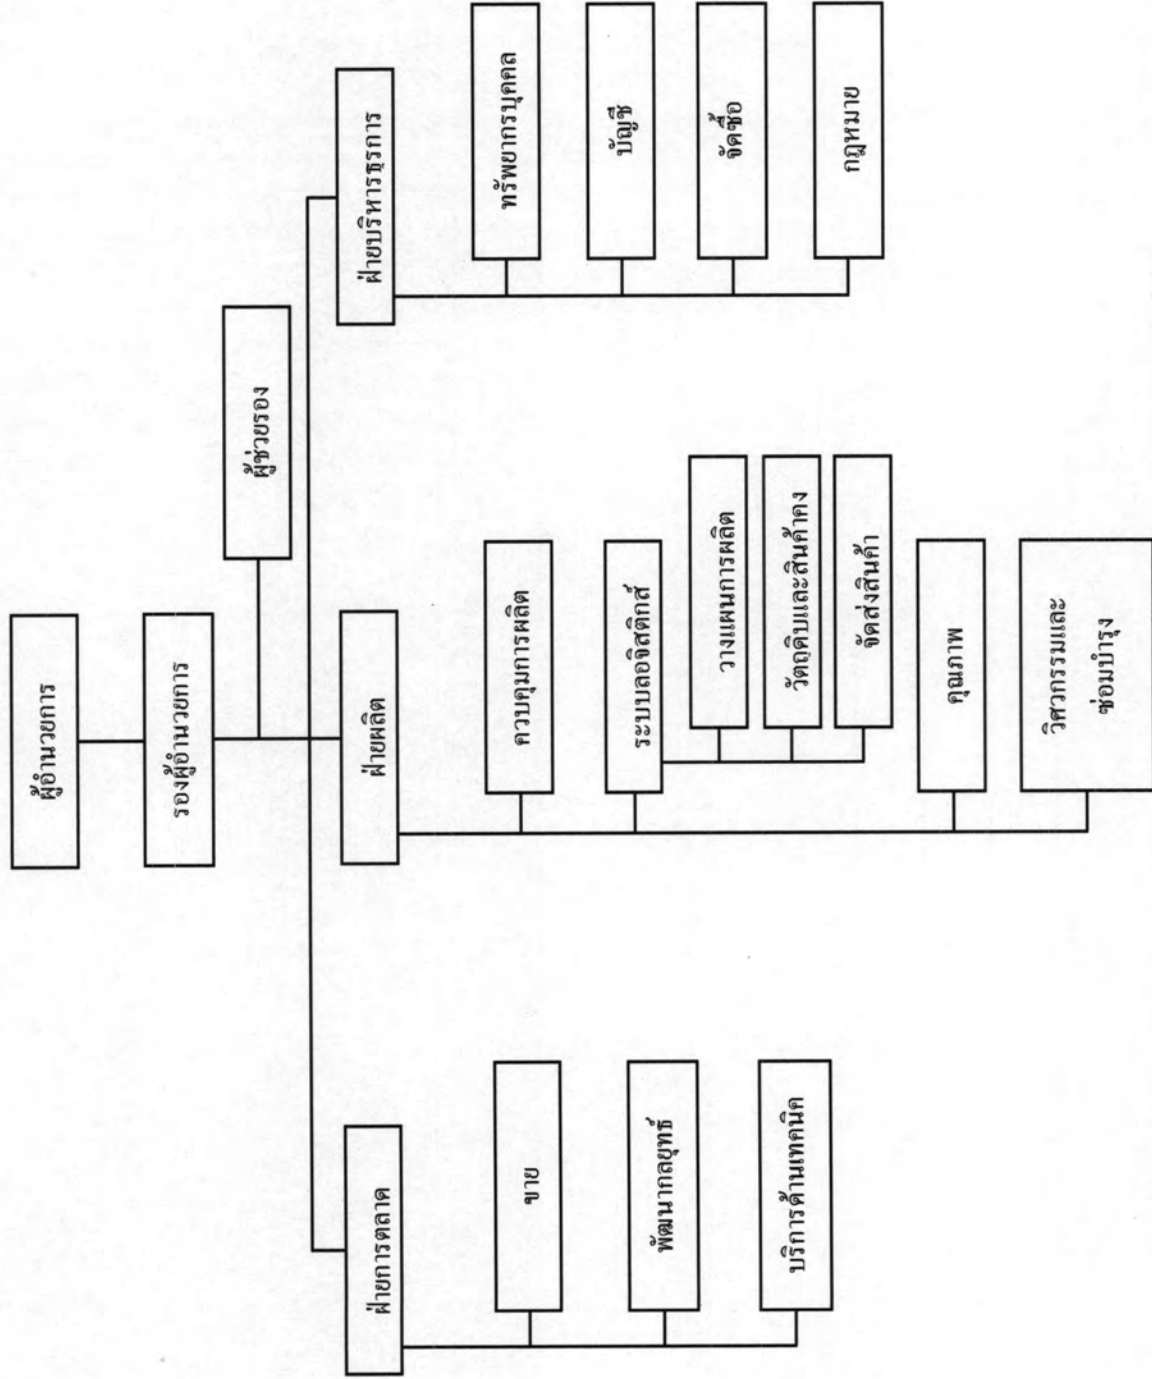 ผู้อำนวยการ
รองผู้อำนวยการ
ผู้ช่วยรอง
ฝ่ายการตลาด
ขาย
พัฒนากลยุทธ์
บริการด้านเทคนิค
ฝ่ายผลิต
ควบคุมการผลิต
ระบบลอจิสติกส์
วางแผนการผลิต
วัตถุดิบและสินค้าคง
จัดส่งสินค้า
คุณภาพ
วิศวกรรมและ
ซ่อมบำรุง
ฝ่ายบริหารธุรการ
ทรัพยากรบุคคล
บัญชี
จัดซื้อ
กฎหมาย